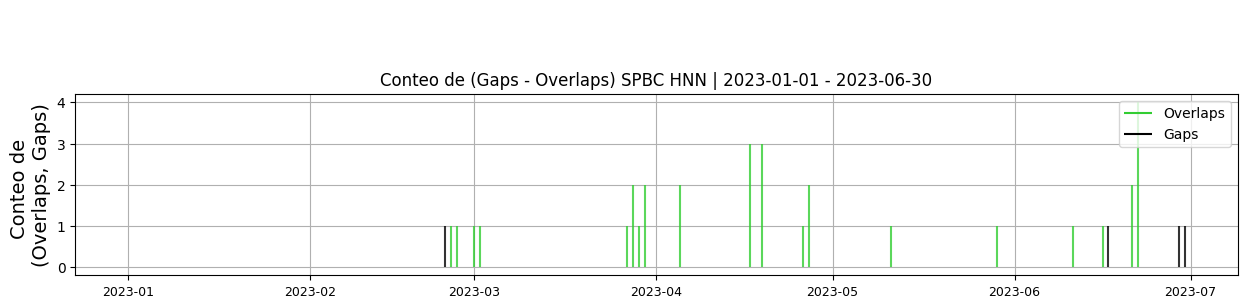 Conteo de (Gaps - Overlaps) SPBC HNN | 2023-01-01 - 2023-06-30
Conteo de
(Overlaps, Gaps)
4
3
2
1
0
Overlaps
Gaps
2023-01
2023-02
2023-03
2023-04
2023-05
2023-06
2023-07